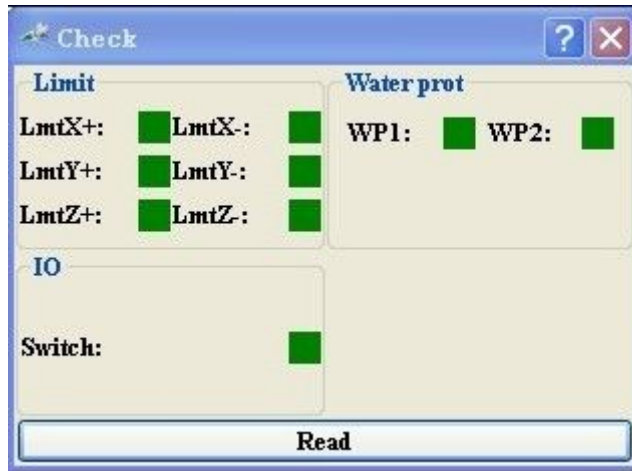 Check
Limit
LmtX+: LmtX-:
LmtY+: LmtY-:
LmtZ+: LmtZ-:
Water prot
WP1: WP2:
IO
Switch:
Read